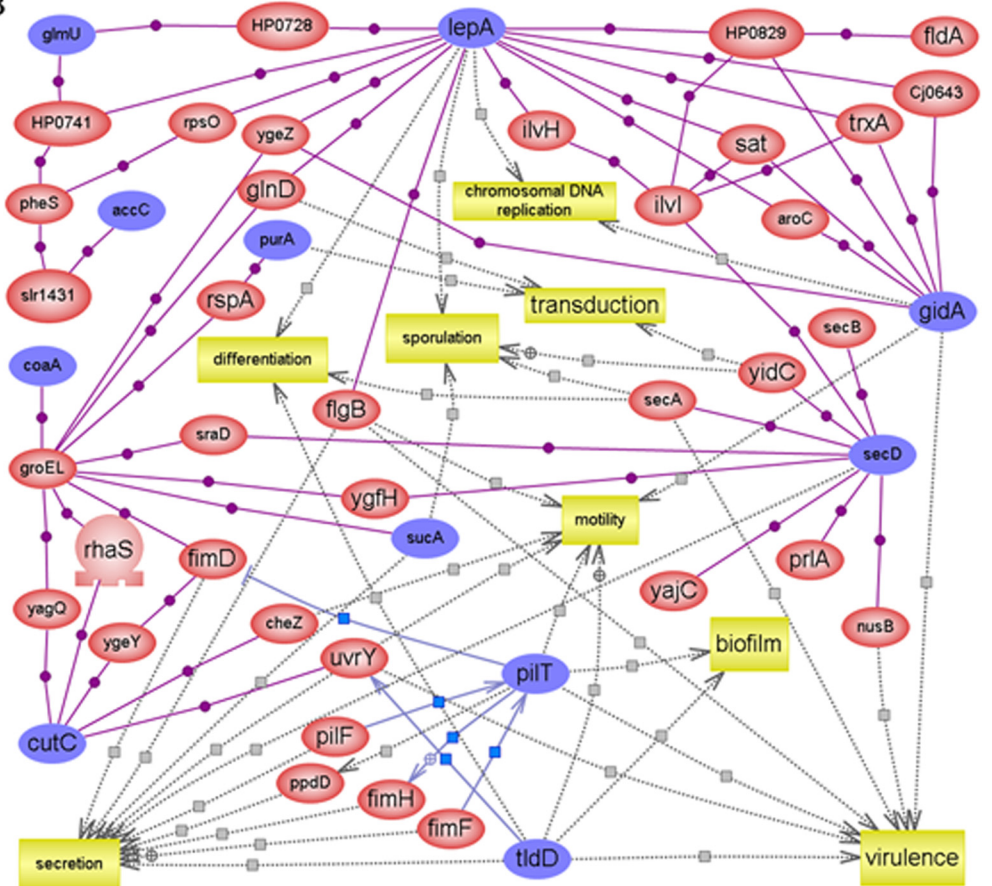 glmU
HP0728
lepA
HP0829
fldA
Cj0643
HP0741
rpsO
ygeZ
ilvH
sat
trxA
glnD
chromosomal DNA
replication
pheS
accC
ilvI
aroC
purA
slr1431
rspA
transduction
gidA
secB
sporulation
differentiation
coaA
yidC
flgB
secA
sraD
secD
groEL
ygfH
motility
sucA
rhaS
fimD
prlA
yajC
yagQ
cheZ
nusB
ygeY
biofilm
uvrY
pilT
cutC
pilF
ppdD
fimH
fimF
secretion
tldD
virulence